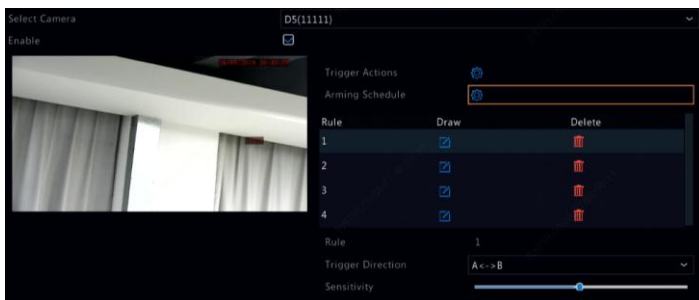 Select Camera D5(11111)
Enable
Trigger Actions
Arming Schedule
Rule Draw Delete
1
2
3
4
Rule 1
Trigger Direction A<->B
Sensitivity